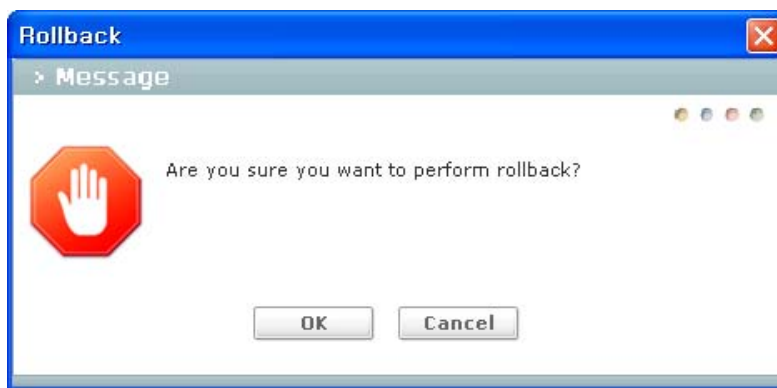 Rollback
> Message
Are you sure you want to perform rollback?
OK
Cancel